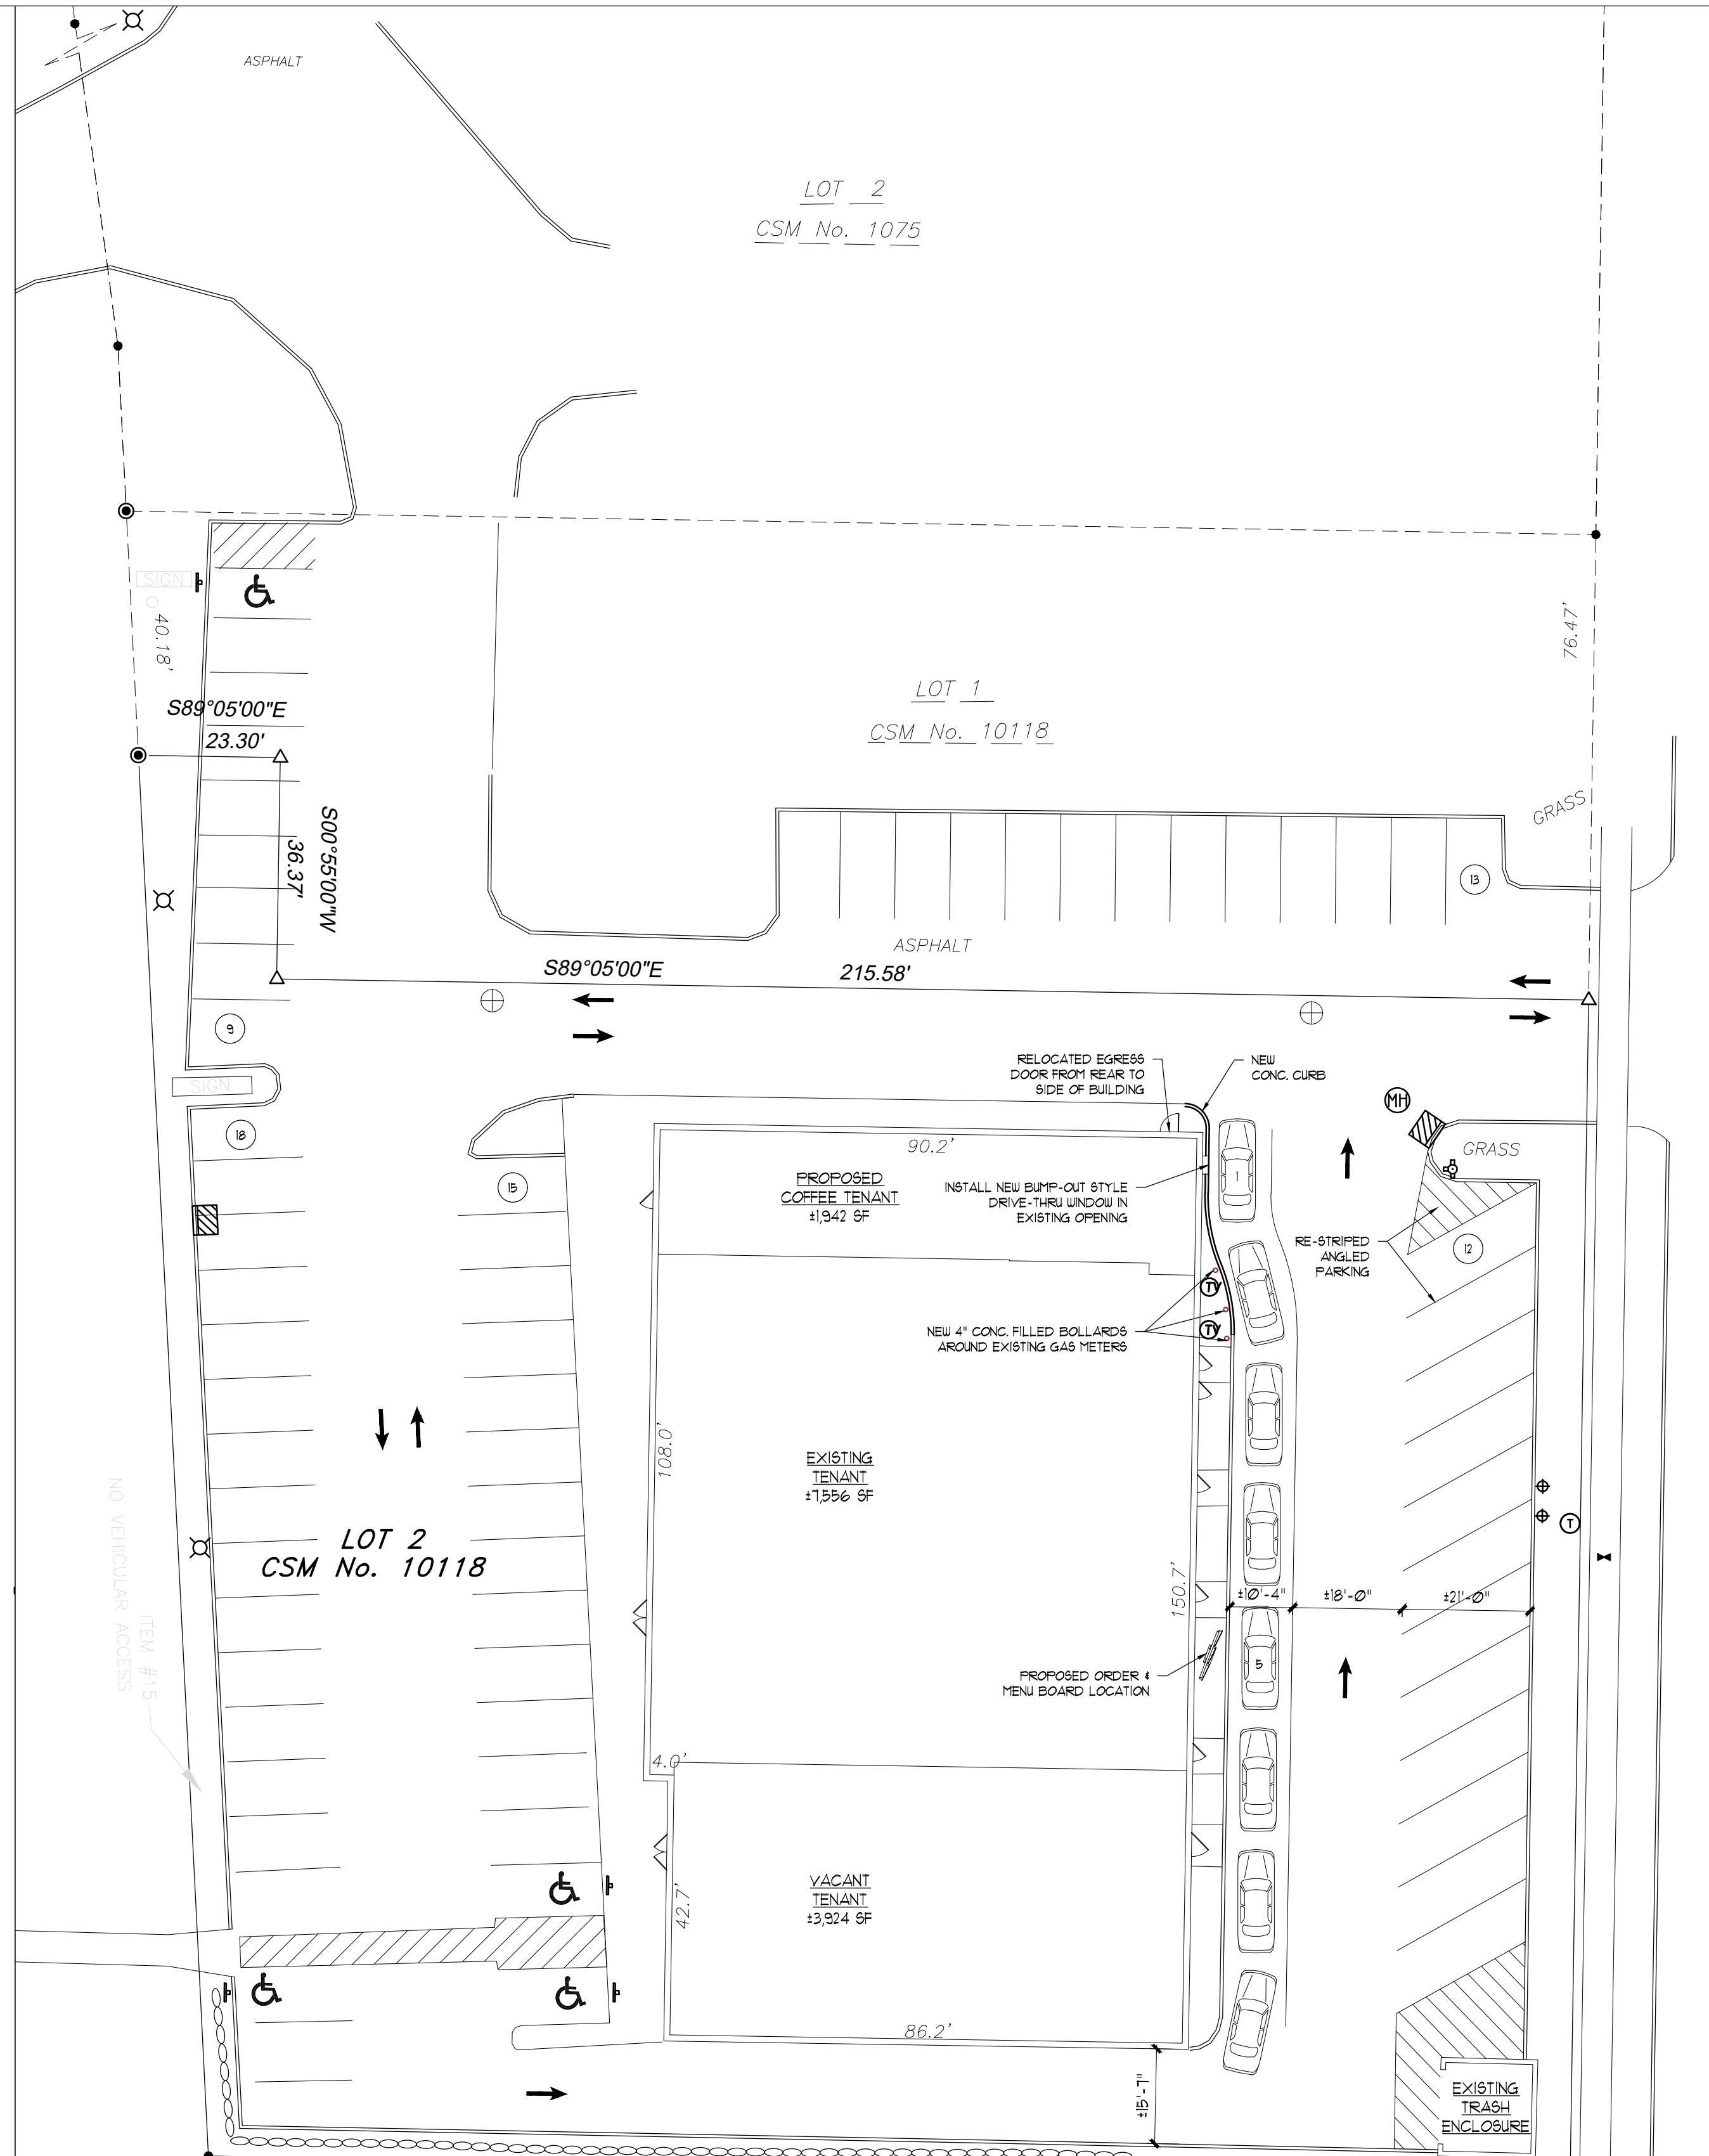 ASPHALT
LOT 2
CSM No. 1075
SIGN
40.18'
76.47'
S89°05'00"E
23.30'
LOT 1
CSM No. 10118
GRASS
S00°55'00"W
36.37'
13
ASPHALT
S89°05'00"E 215.58'
9
SIGN
18
15
RELOCATED EGRESS
DOOR FROM REAR TO
SIDE OF BUILDING
NEW
CONC. CURB
MH
GRASS
90.2'
PROPOSED
COFFEE TENANT
±1,942 SF
INSTALL NEW BUMP-OUT STYLE
DRIVE-THRU WINDOW IN
EXISTING OPENING
1
RE-STRIPED
ANGLED
PARKING
12
TV
NEW 4" CONC. FILLED BOLLARDS
AROUND EXISTING GAS METERS
TV
108.0'
EXISTING
TENANT
±7,556 SF
NO VEHICULAR ACCESS
ITEM #15
LOT 2
CSM No. 10118
T
150.7'
±10'-4"
±18'-0"
±21'-0"
5
PROPOSED ORDER &
MENU BOARD LOCATION
4.0'
VACANT
TENANT
±3,924 SF
42.7'
86.2'
±15'-7"
EXISTING
TRASH
ENCLOSURE